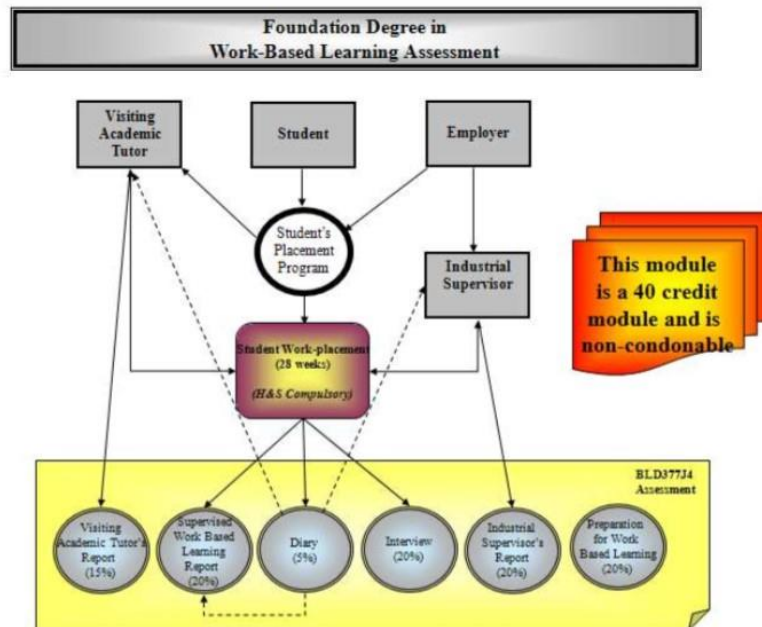 Foundation Degree in
Work-Based Learning Assessment
Visiting
Academic
Tutor
Student
Employer
Student's
Placement
Program
Industrial
Supervisor
This module
is a 40 credit
module and is
non-condonable
Student Work-placement
(28 weeks)
(H&S Compulsory)
BLD377J4
Assessment
Visiting
Academic Tutor's
Report
(15%)
Supervised
Work Based
Learning
Report
(20%)
Diary
(5%)
Interview
(20%)
Industrial
Supervisor's
Report
(20%)
Preparation
for Work
Based Learning
(20%)